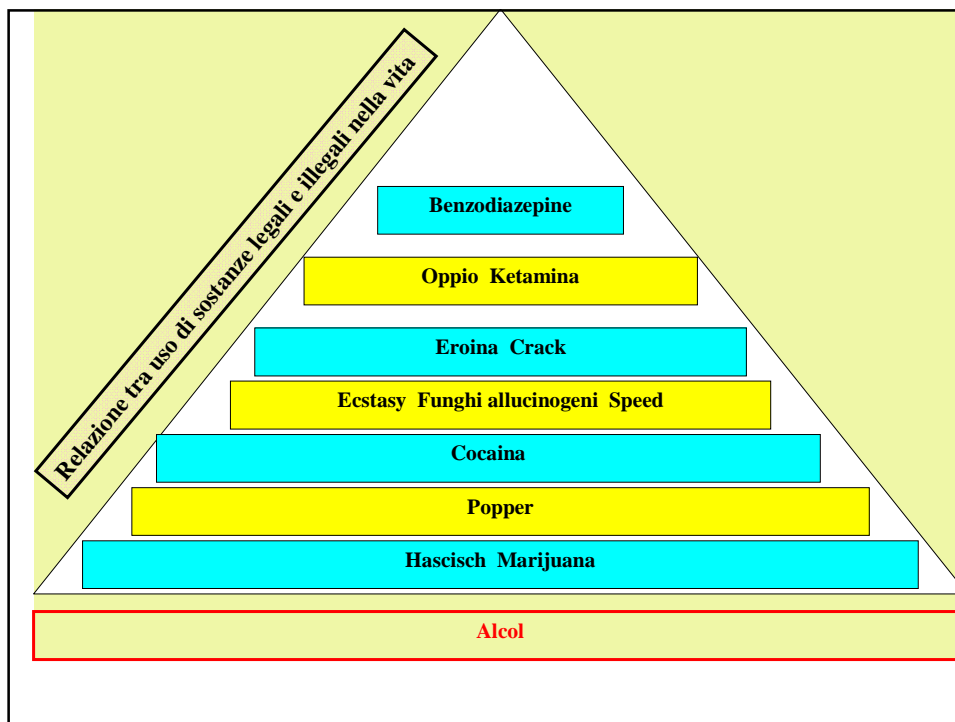 Relazione tra uso di sostanze legali e illegali nella vita
Benzodiazepine
Oppio Ketamina
Eroina Crack
Ecstasy Funghi allucinogeni Speed
Cocaina
Popper
Hascisch Marijuana
Alcol